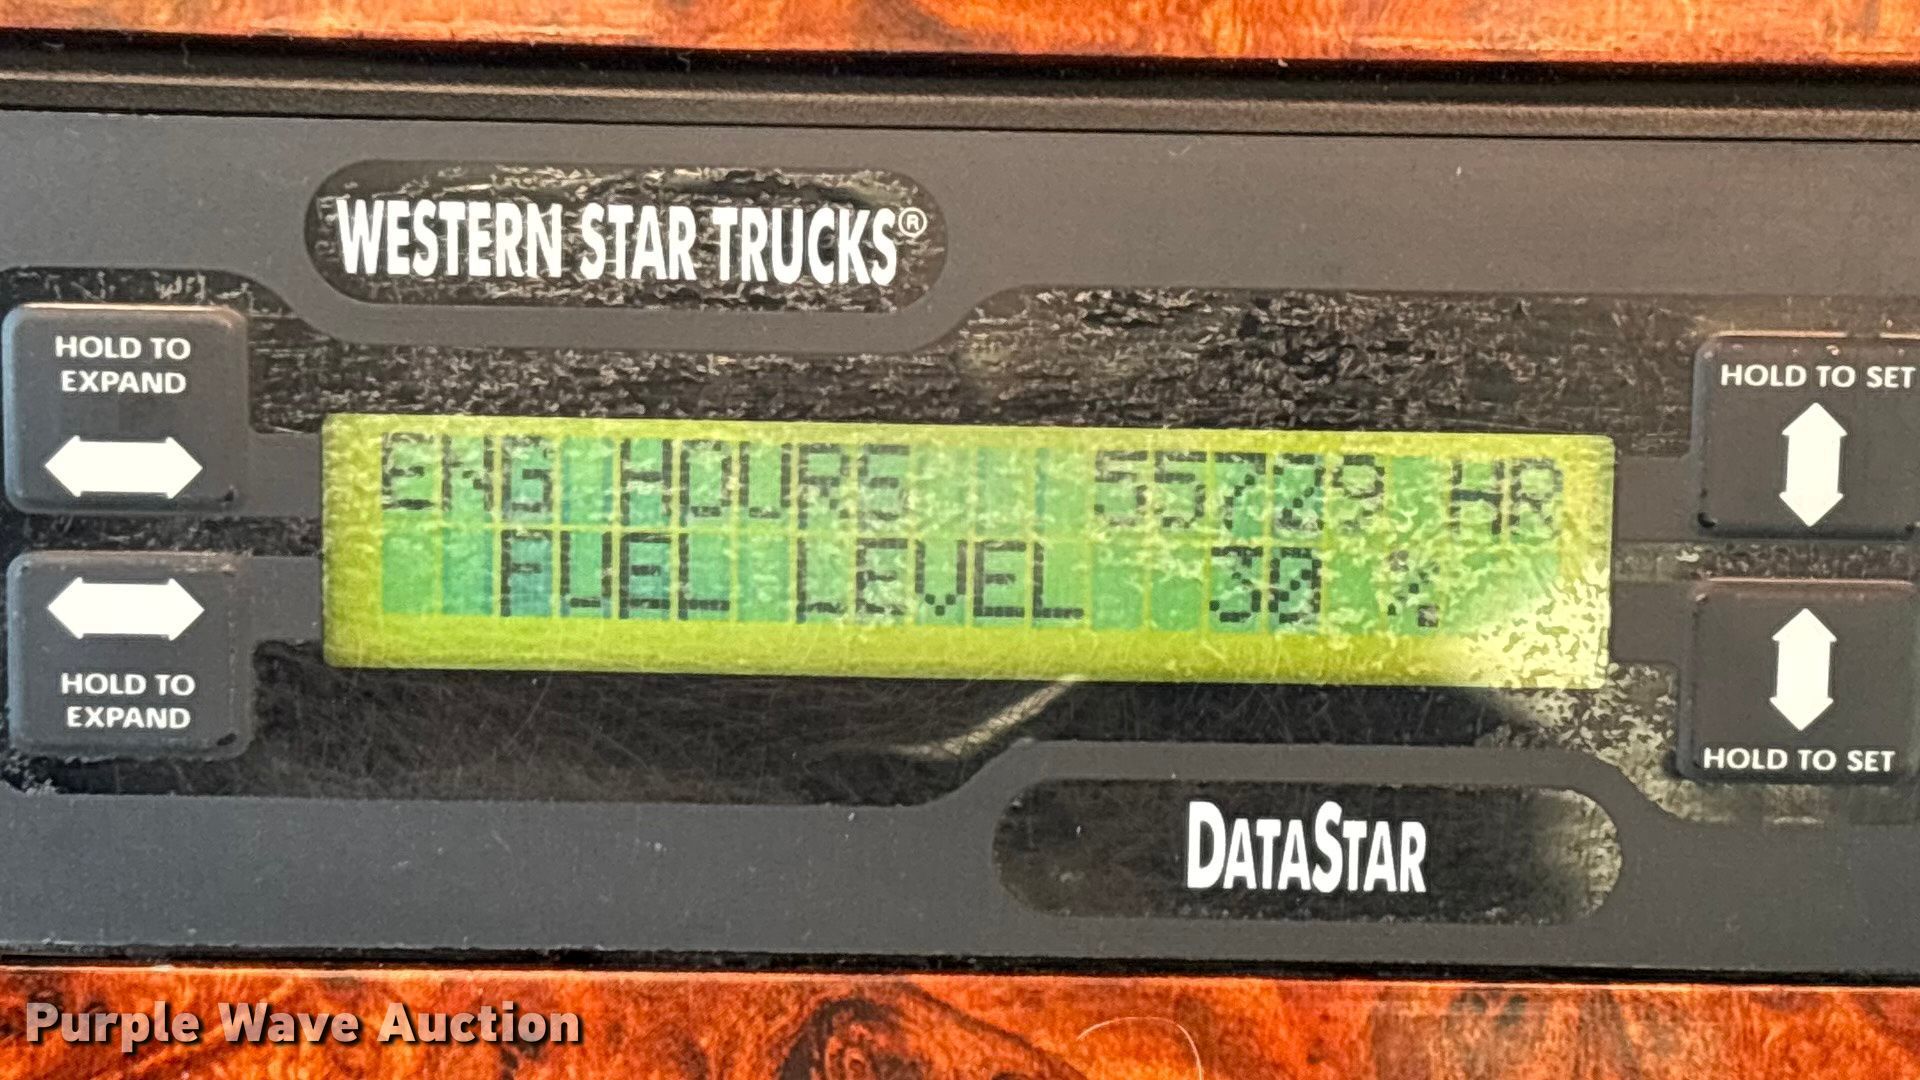 WESTERN STAR TRUCKS®
HOLD TO
EXPAND
HOLD TO SET
ENG HOURS 55729 HR
FUEL LEVEL 30 %
HOLD TO
EXPAND
HOLD TO SET
DATASTAR
Purple Wave Auction